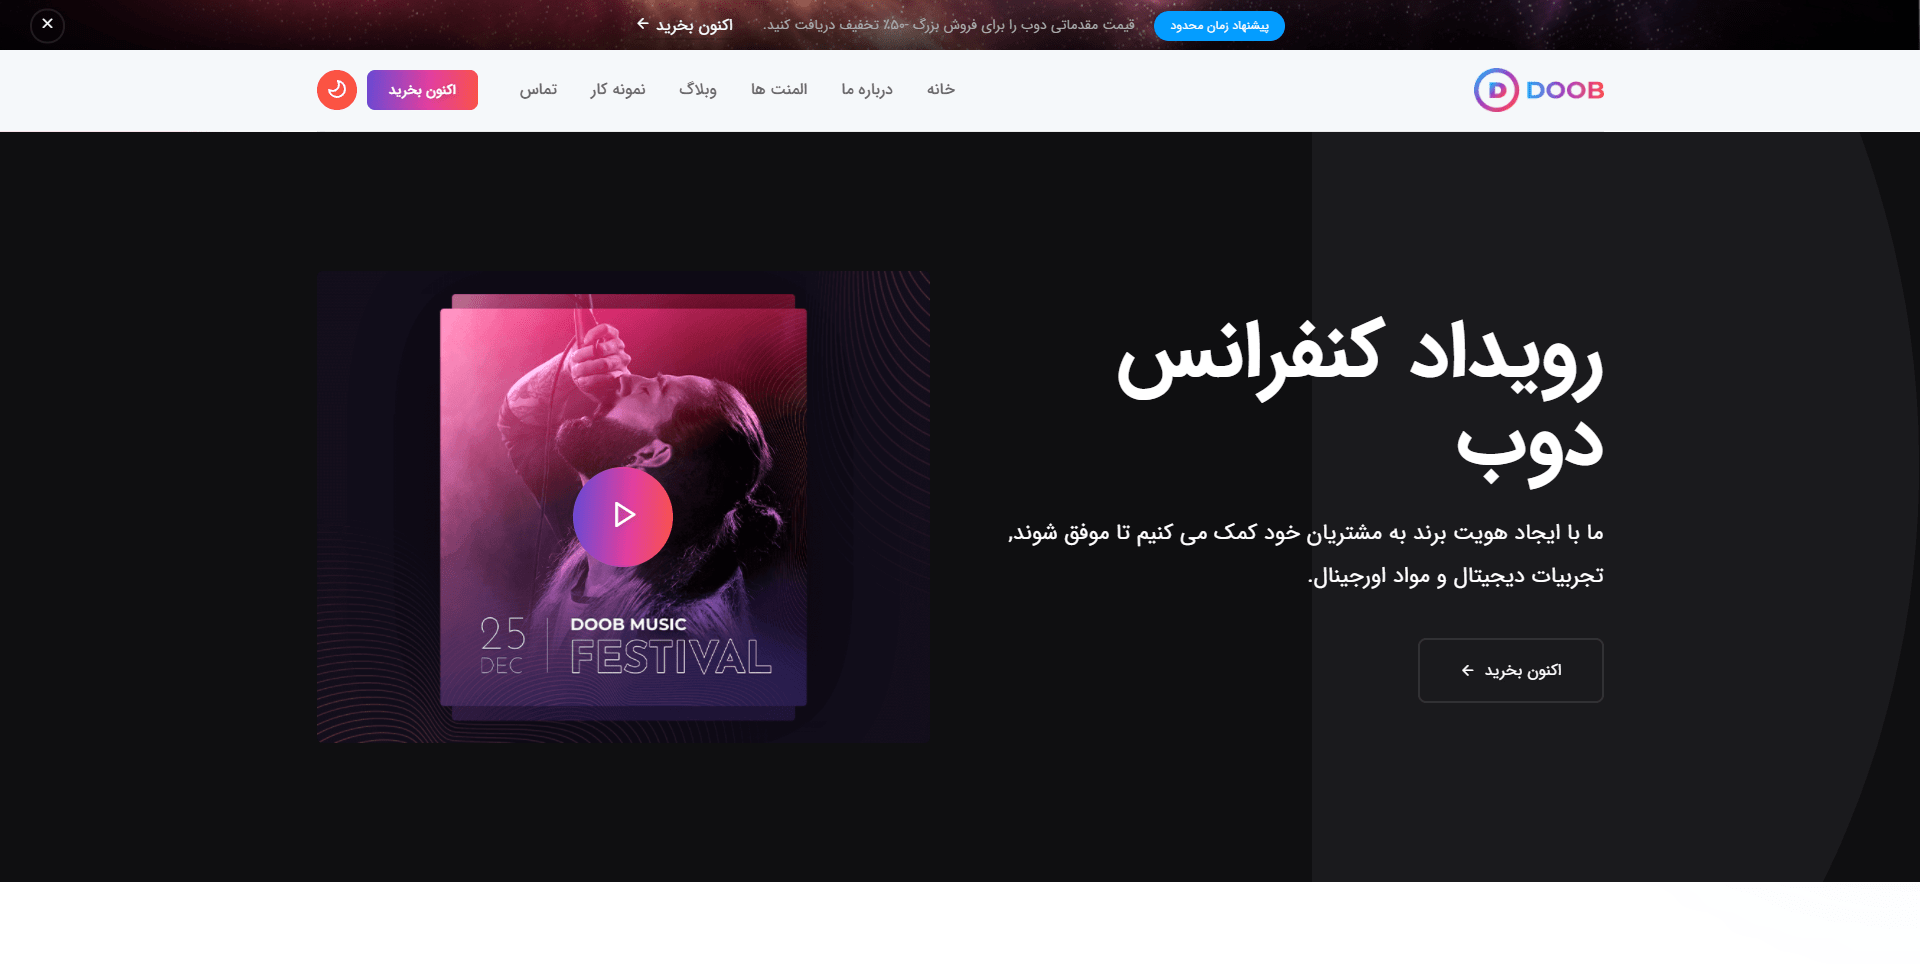 پیشنهاد زمان محدود
قیمت مقدماتی دوب را برای فروش بزرگ -50٪ تخفیف دریافت کنید.
اکنون بخرید
DOOB
خانه
درباره ما
المنت ها
وبلاگ
نمونه کار
تماس
اکنون بخرید
رویداد کنفرانس
دوب
ما با ایجاد هویت برند به مشتریان خود کمک می کنیم تا موفق شوند,
تجربیات دیجیتال و مواد اورجینال.
اکنون بخرید
25
DEC
DOOB MUSIC
FESTIVAL